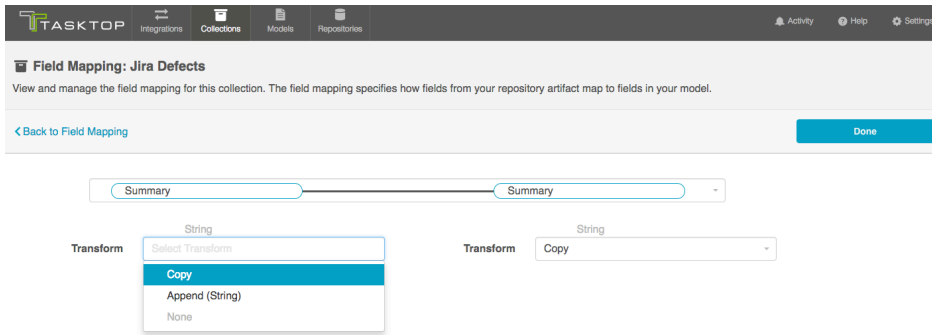 TASKTOP
Integrations
Collections
Models
Repositories
Activity
Help
Field Mapping: Jira Defects
View and manage the field mapping for this collection. The field mapping specifies how fields from your repository artifact map to fields in your model.
Back to Field Mapping
Done
Summary Summary
String String
Transform Select Transform Transform Copy
Copy
Append (String)
None